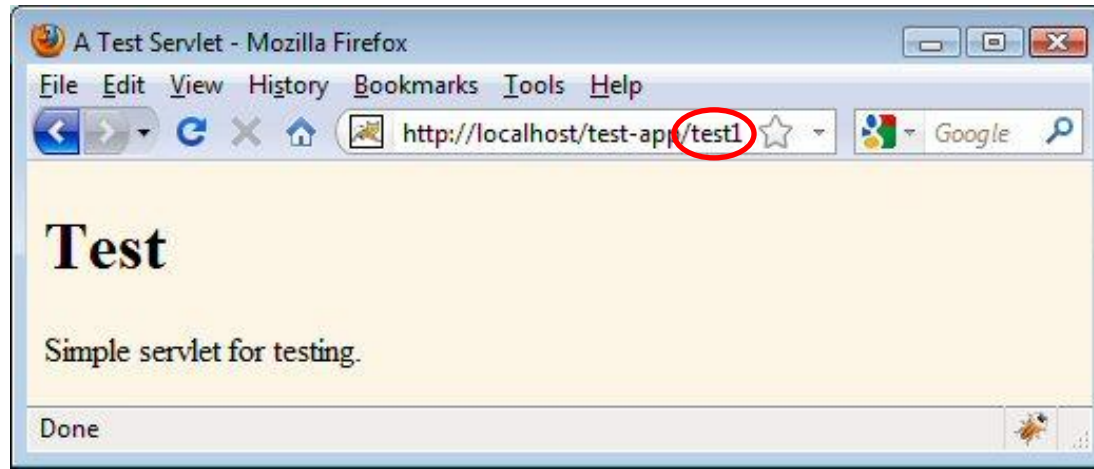 A Test Servlet - Mozilla Firefox
File Edit View History Bookmarks Tools Help
http://localhost/test-app/test1 Google
Test
Simple servlet for testing.
Done